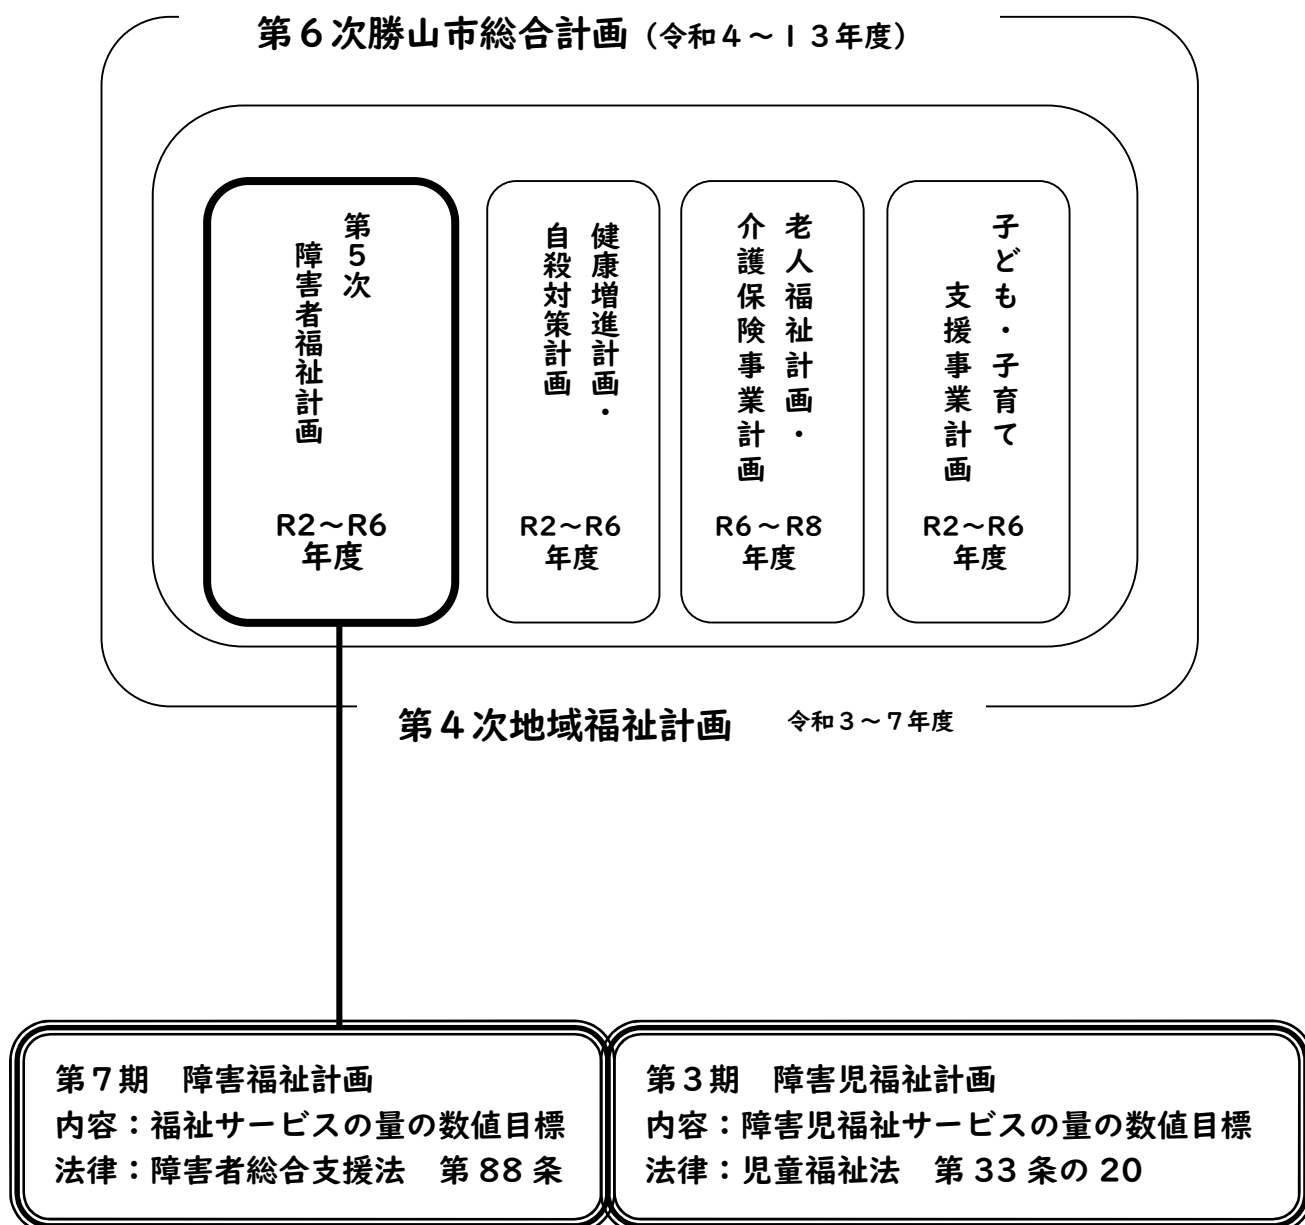 第６次勝山市総合計画（令和４～１３年度）
第５次
障害者福祉計画
R2～R6
年度
健康増進計画・
自殺対策計画
R2～R6
年度
老人福祉計画・
介護保険事業計画
R6～R8
年度
子ども・子育て
支援事業計画
R2～R6
年度
第４次地域福祉計画　令和３～７年度
第７期　障害福祉計画
内容：福祉サービスの量の数値目標
法律：障害者総合支援法　第 88 条
第３期　障害児福祉計画
内容：障害児福祉サービスの量の数値目標
法律：児童福祉法　第 33 条の 20